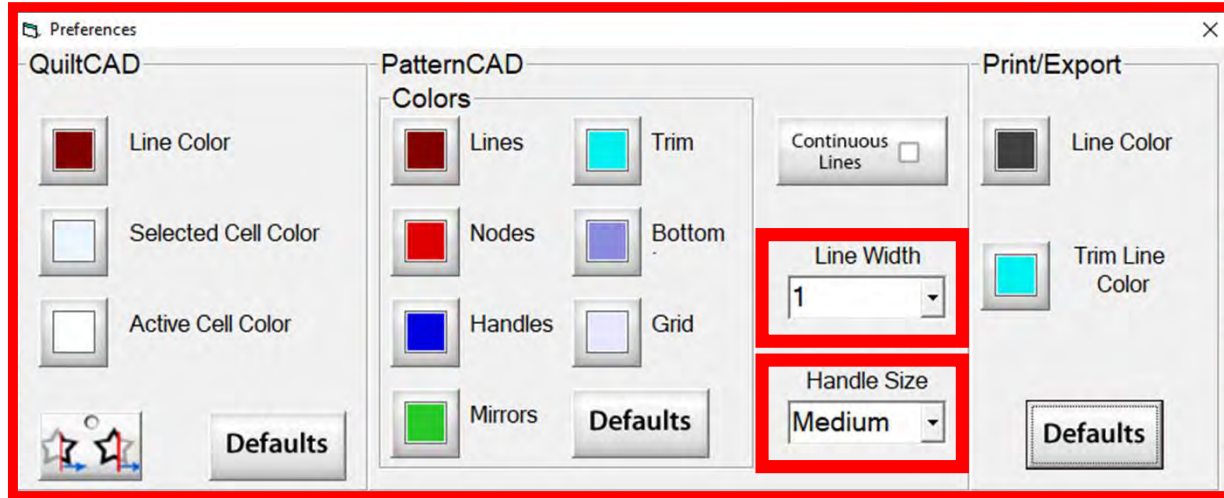 Preferences
QuiltCAD
Line Color
Selected Cell Color
Active Cell Color
Defaults
PatternCAD
Colors
Lines
Trim
Nodes
Bottom
Handles
Grid
Mirrors
Defaults
Continuous
Lines
Line Width
1
Handle Size
Medium
Print/Export
Line Color
Trim Line
Color
Defaults